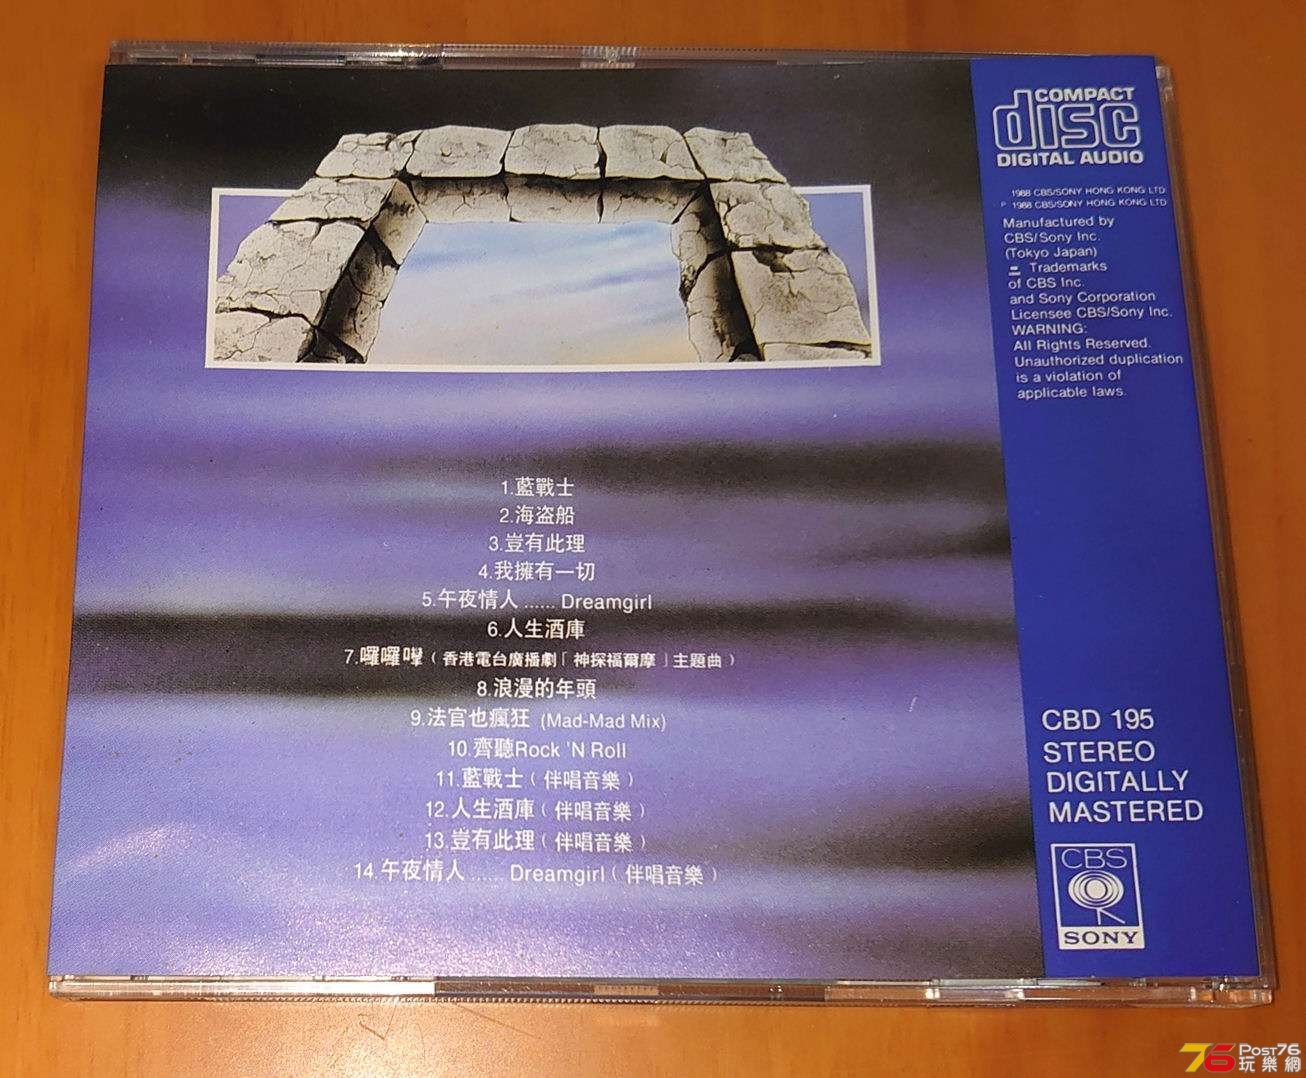 COMPACT
disc
DIGITAL AUDIO
1988 CBS/SONY HONG KONG LTD
P 1988 CBS/SONY HONG KONG LTD
Manufactured by
CBS/Sony Inc.
(Tokyo Japan)
Trademarks
of CBS Inc.
and Sony Corporation
Licensee CBS/Sony Inc.
WARNING:
All Rights Reserved.
Unauthorized duplication
is a violation of
applicable laws.
1.藍戰士
2.海盜船
3.豈有此理
4.我擁有一切
5.午夜情人...... Dreamgirl
6.人生酒庫
7.囉囉攣(香港電台廣播劇「神探福爾摩」主題曲)
8.浪漫的年頭
9.法官也瘋狂 (Mad-Mad Mix)
10.齊聽Rock 'N Roll
11.藍戰士(伴唱音樂)
12.人生酒庫(伴唱音樂)
13.豈有此理(伴唱音樂)
14.午夜情人...... Dreamgirl(伴唱音樂)
CBD 195
STEREO
DIGITALLY
MASTERED
CBS
SONY
76 Post76
玩樂網